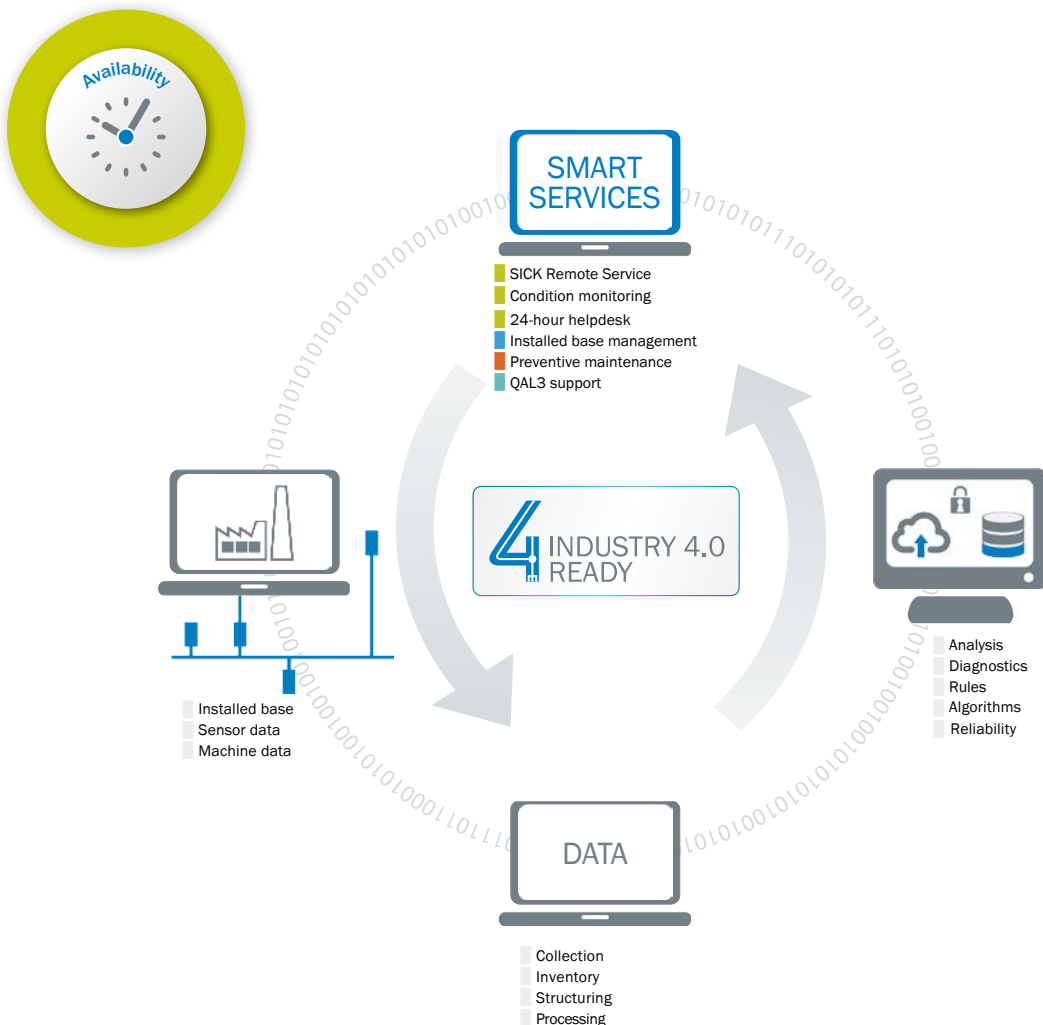 Availability
SMART
SERVICES
SICK Remote Service
Condition monitoring
24-hour helpdesk
Installed base management
Preventive maintenance
QAL3 support
4 INDUSTRY 4.0
READY
Installed base
Sensor data
Machine data
Analysis
Diagnostics
Rules
Algorithms
Reliability
DATA
Collection
Inventory
Structuring
Processing